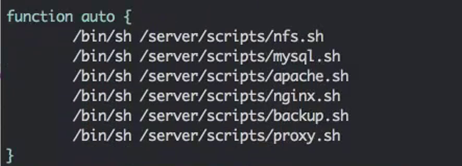 function auto {
        /bin/sh /server/scripts/nfs.sh
        /bin/sh /server/scripts/mysql.sh
        /bin/sh /server/scripts/apache.sh
        /bin/sh /server/scripts/nginx.sh
        /bin/sh /server/scripts/backup.sh
        /bin/sh /server/scripts/proxy.sh
}